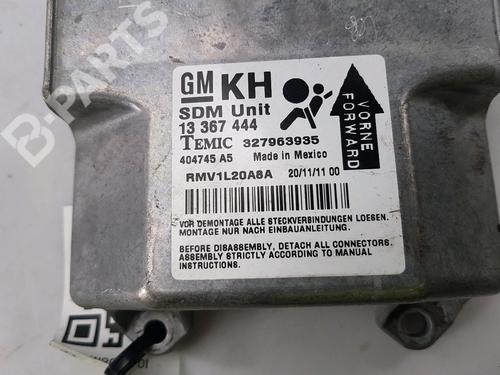 B-PARTS
GM KH
SDM Unit
13 367 444
TEMIC 327963935
404745 A5 Made in Mexico
RMV1L20A8A 20/11/11 00
VORNE
FORWARD
VOR DEMONTAGE ALLE STECKVERBINDUNGEN LOESEN.
MONTAGE NUR NACH EINBAUANLEITUNG.
BEFORE DISASSEMBLY, DETACH ALL CONNECTORS.
ASSEMBLY STRICTLY ACCORDING TO MANUAL
INSTRUCTIONS.